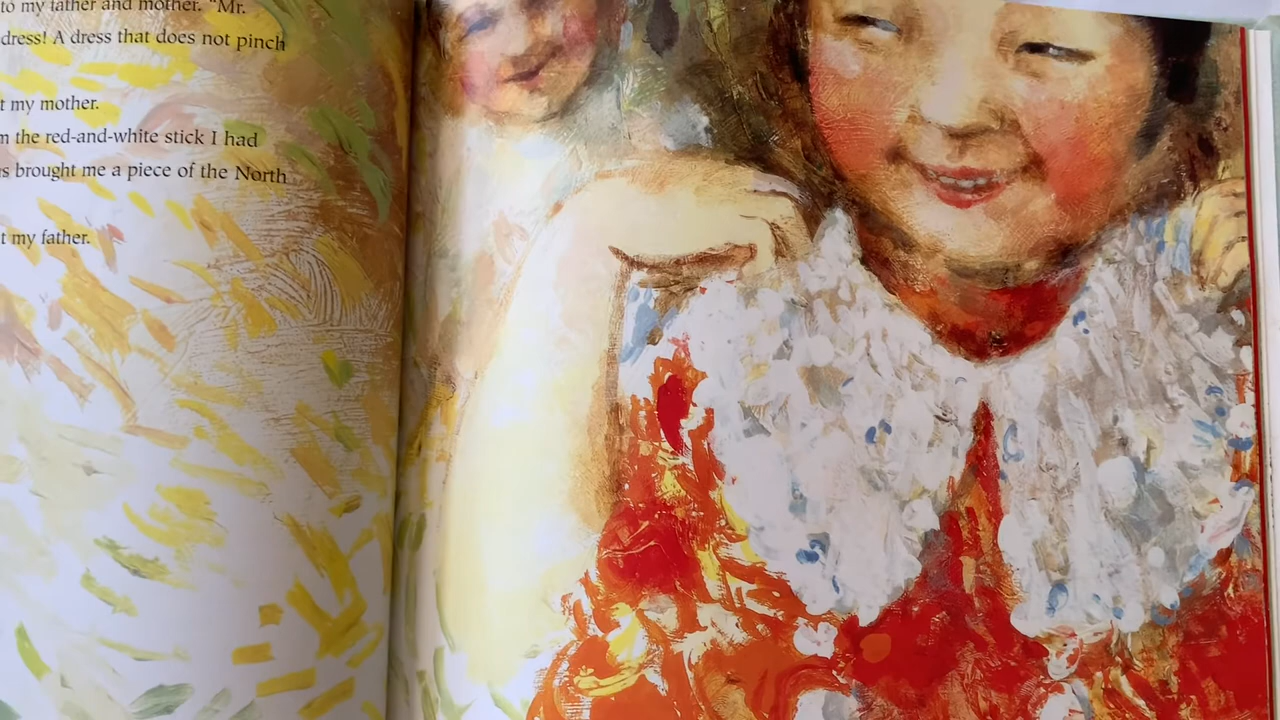 to my father and mother. "Mr.
dress! A dress that does not pinch
my mother.
the red-and-white stick I had
brought me a piece of the North
my father.